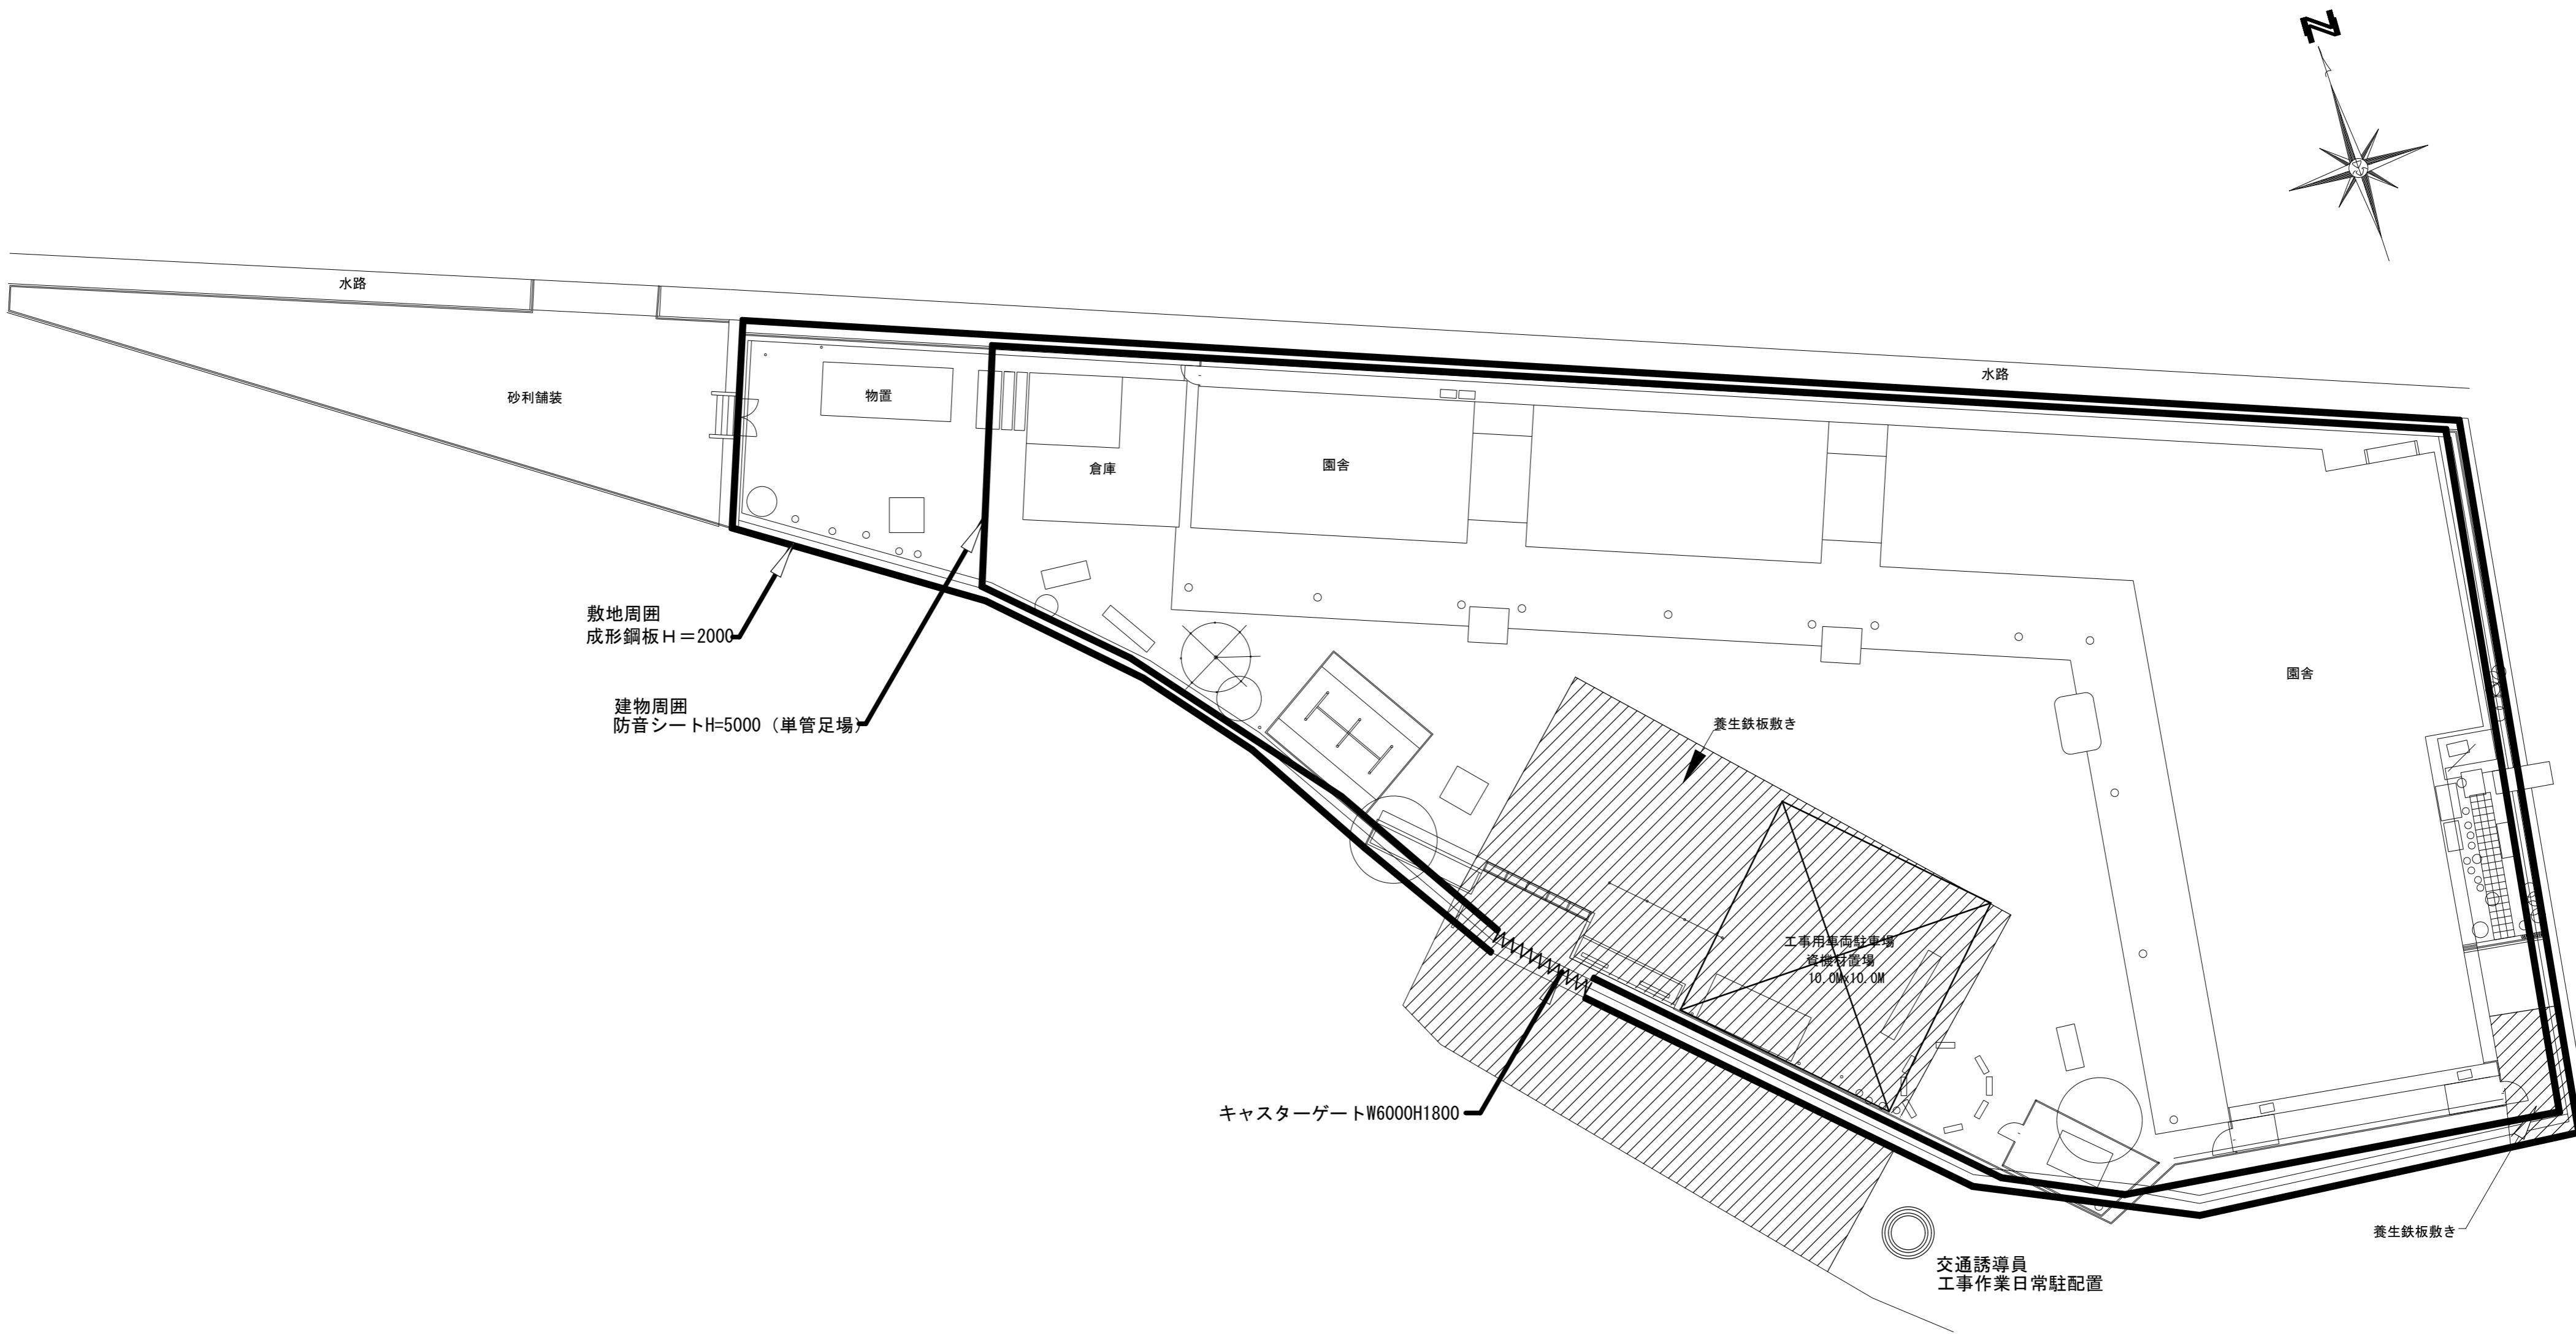 N
水路
水路
砂利舗装
物置
倉庫
園舎
園舎
敷地周囲
成形鋼板H=2000
建物周囲
防音シートH=5000（単管足場）
養生鉄板敷き
工事用車両駐車場
資機材置場
10.0M×10.0M
キャスターゲートW6000H1800
養生鉄板敷き
交通誘導員
工事作業日常駐配置